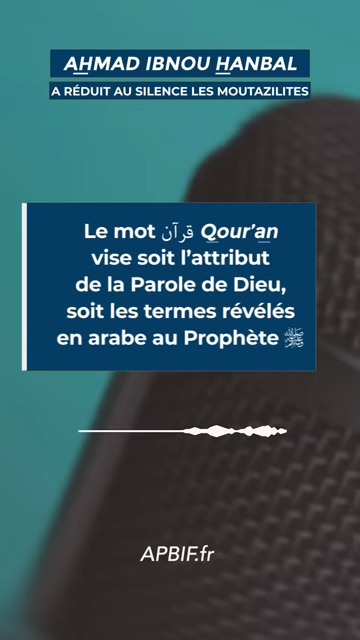 AHMAD IBNOU HANBAL
A RÉDUIT AU SILENCE LES MOUTAZILITES
Le mot قرآن Qour’an
vise soit l’attribut
de la Parole de Dieu,
soit les termes révélés
en arabe au Prophète ﷺ
APBIF.fr